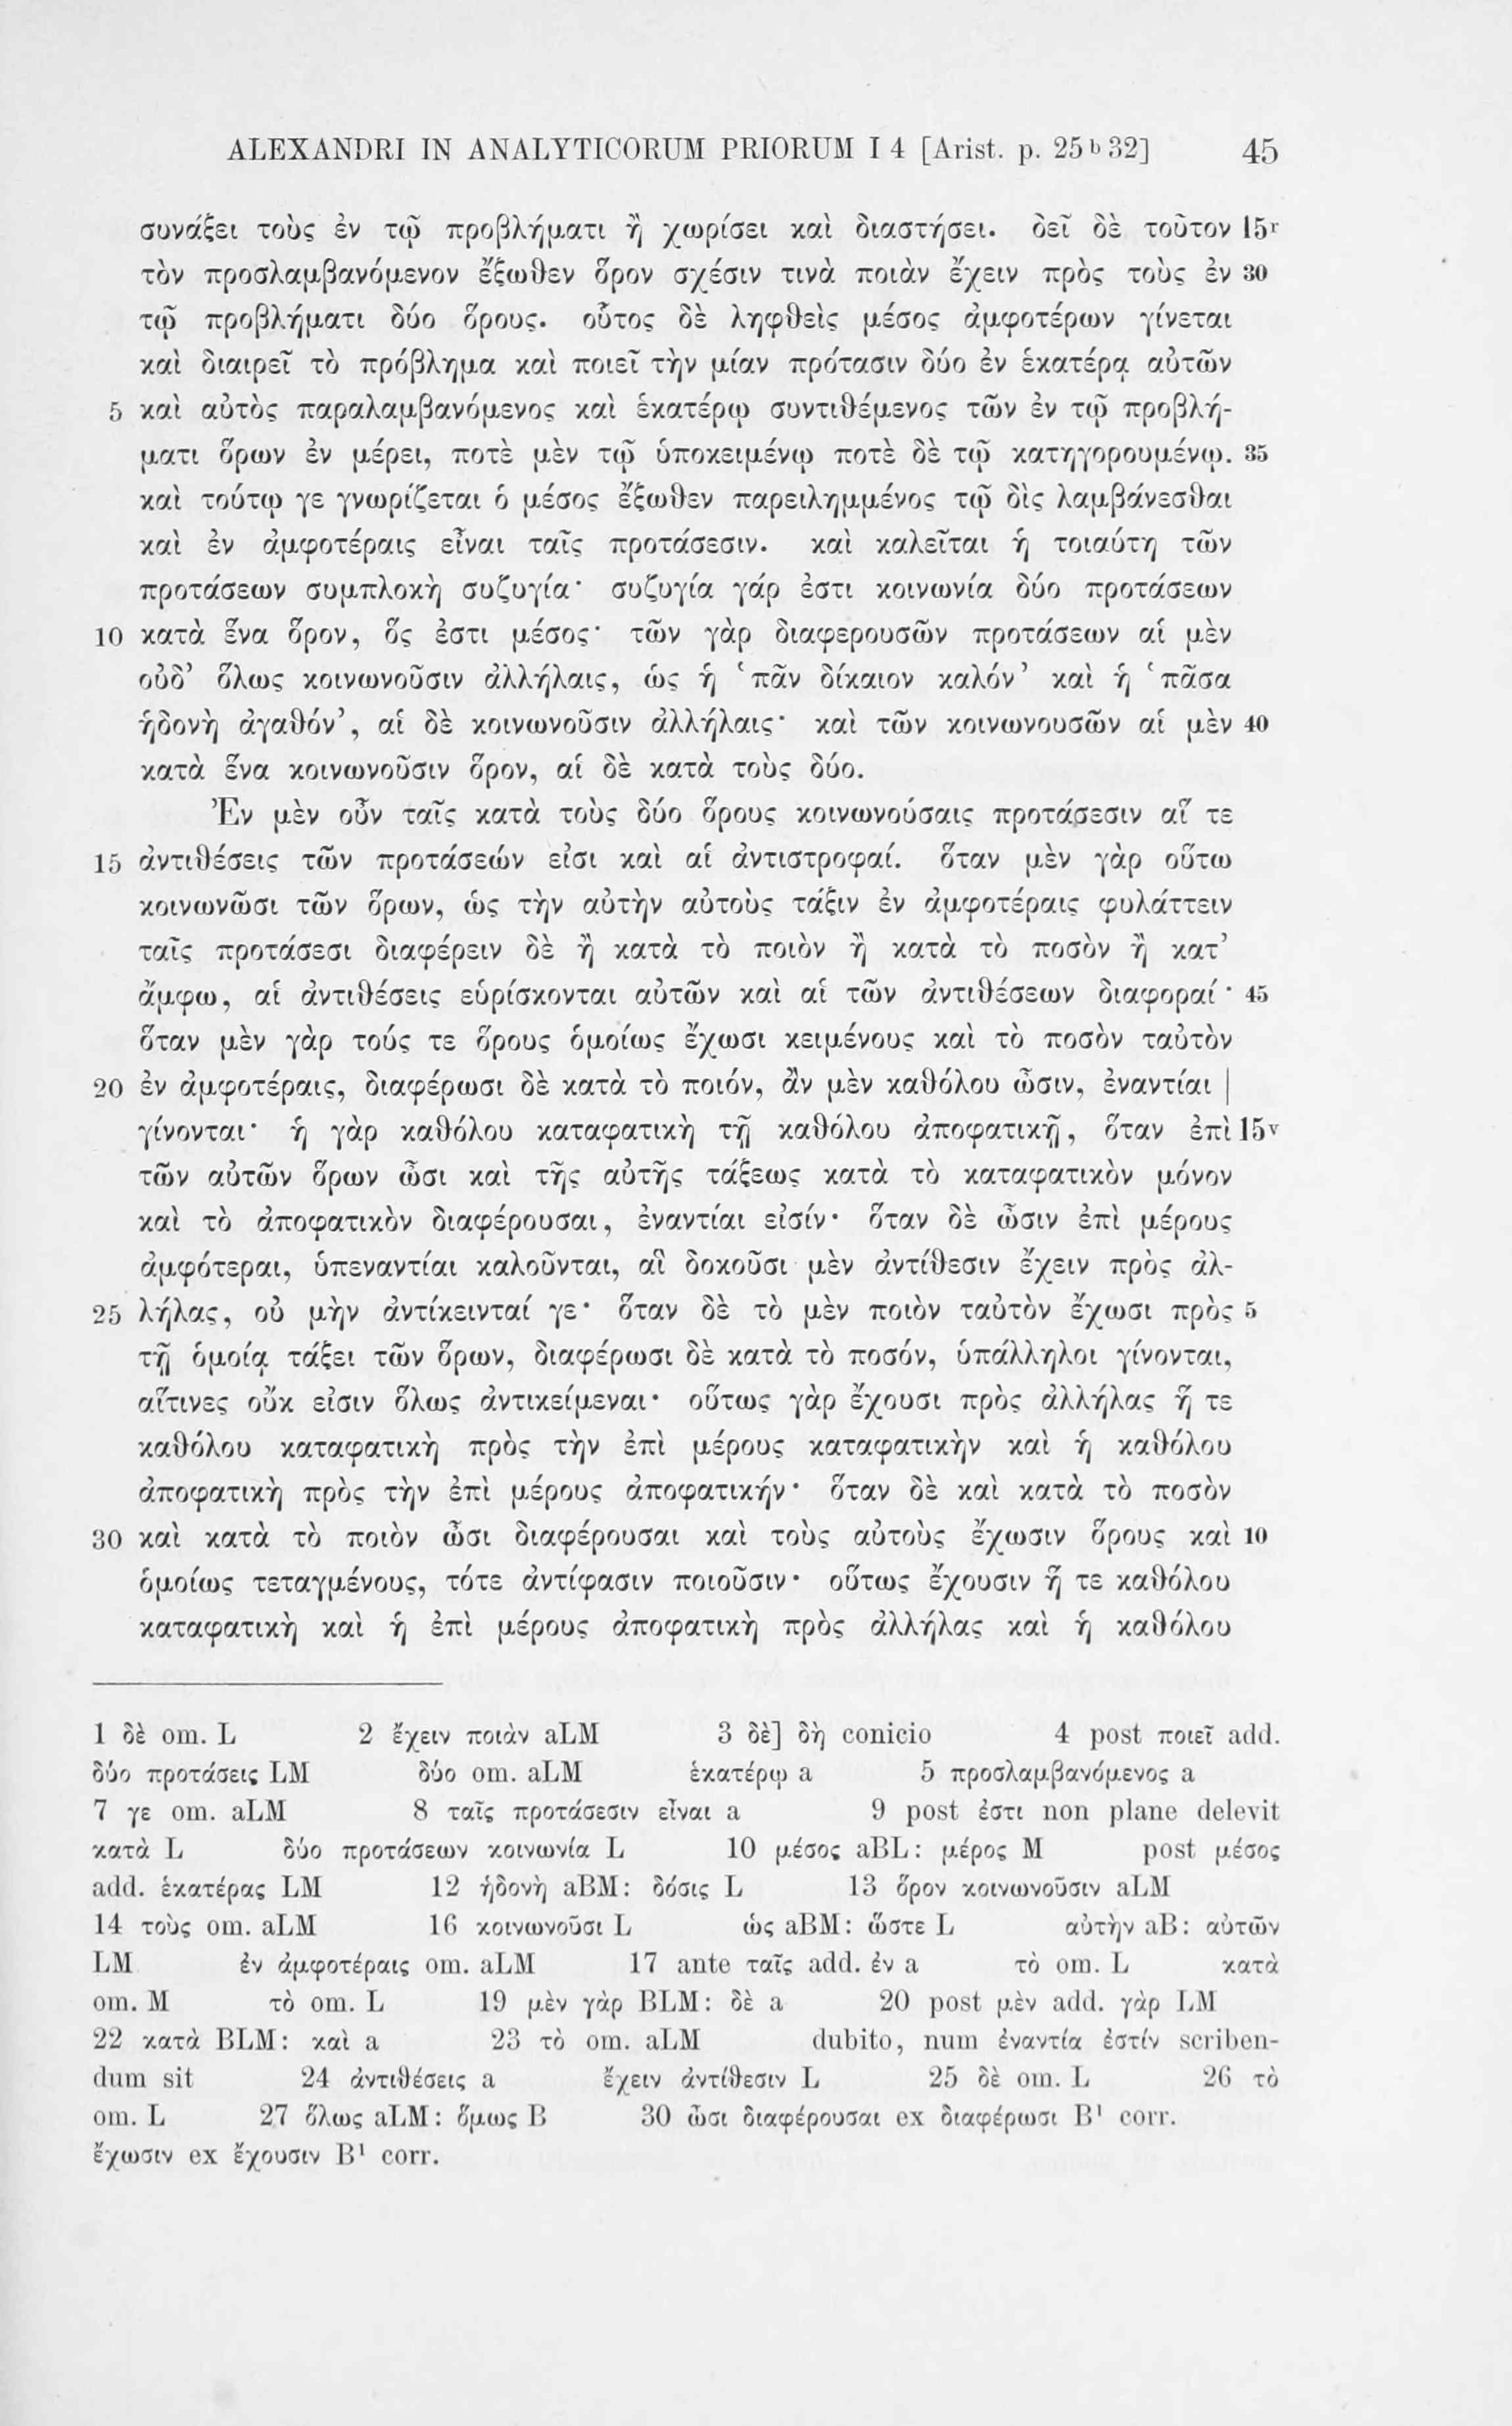 ALEXANDRI IN ANALYTICORUM PRIORUM I 4 [Arist. p. 25ᵇ32] 45
συνάξει τοὺς ἐν τῷ προβλήματι ἢ χωρίσει καὶ διαστήσει. δεῖ δὲ τοῦτον 15ʳ
τὸν προσλαμβανόμενον ἔξωθεν ὅρον σχέσιν τινὰ ποιὰν ἔχειν πρὸς τοὺς ἐν 30
τῷ προβλήματι δύο ὅρους. οὗτος δὲ ληφθεὶς μέσος ἀμφοτέρων γίνεται
καὶ διαιρεῖ τὸ πρόβλημα καὶ ποιεῖ τὴν μίαν πρότασιν δύο ἐν ἑκατέρᾳ αὐτῶν
5 καὶ αὐτὸς παραλαμβανόμενος καὶ ἑκατέρῳ συντιθέμενος τῶν ἐν τῷ προβλή-
ματι ὅρων ἐν μέρει, ποτὲ μὲν τῷ ὑποκειμένῳ ποτὲ δὲ τῷ κατηγορουμένῳ. 35
καὶ τούτῳ γε γνωρίζεται ὁ μέσος ἔξωθεν παρειλημμένος τῷ δὶς λαμβάνεσθαι
καὶ ἐν ἀμφοτέραις εἶναι ταῖς προτάσεσιν. καὶ καλεῖται ἡ τοιαύτη τῶν
προτάσεων συμπλοκὴ συζυγία· συζυγία γάρ ἐστι κοινωνία δύο προτάσεων
10 κατὰ ἕνα ὅρον, ὅς ἐστι μέσος· τῶν γὰρ διαφερουσῶν προτάσεων αἱ μὲν
οὐδ’ ὅλως κοινωνοῦσιν ἀλλήλαις, ὡς ἡ ‘πᾶν δίκαιον καλόν’ καὶ ἡ ‘πᾶσα
ἡδονὴ ἀγαθόν’, αἱ δὲ κοινωνοῦσιν ἀλλήλαις· καὶ τῶν κοινωνουσῶν αἱ μὲν 40
κατὰ ἕνα κοινωνοῦσιν ὅρον, αἱ δὲ κατὰ τοὺς δύο.
Ἐν μὲν οὖν ταῖς κατὰ τοὺς δύο ὅρους κοινωνούσαις προτάσεσιν αἵ τε
15 ἀντιθέσεις τῶν προτάσεών εἰσι καὶ αἱ ἀντιστροφαί. ὅταν μὲν γὰρ οὕτω
κοινωνῶσι τῶν ὅρων, ὡς τὴν αὐτὴν αὐτοὺς τάξιν ἐν ἀμφοτέραις φυλάττειν
ταῖς προτάσεσι διαφέρειν δὲ ἢ κατὰ τὸ ποιὸν ἢ κατὰ τὸ ποσὸν ἢ κατ’
ἄμφω, αἱ ἀντιθέσεις εὑρίσκονται αὐτῶν καὶ αἱ τῶν ἀντιθέσεων διαφοραί· 45
ὅταν μὲν γὰρ τούς τε ὅρους ὁμοίως ἔχωσι κειμένους καὶ τὸ ποσὸν ταὐτὸν
20 ἐν ἀμφοτέραις, διαφέρωσι δὲ κατὰ τὸ ποιόν, ἂν μὲν καθόλου ὦσιν, ἐναντίαι |
γίνονται· ἡ γὰρ καθόλου καταφατικὴ τῇ καθόλου ἀποφατικῇ, ὅταν ἐπὶ 15ᵛ
τῶν αὐτῶν ὅρων ὦσι καὶ τῆς αὐτῆς τάξεως κατὰ τὸ καταφατικὸν μόνον
καὶ τὸ ἀποφατικὸν διαφέρουσαι, ἐναντίαι εἰσίν· ὅταν δὲ ὦσιν ἐπὶ μέρους
ἀμφότεραι, ὑπεναντίαι καλοῦνται, αἳ δοκοῦσι μὲν ἀντίθεσιν ἔχειν πρὸς ἀλ-
25 λήλας, οὐ μὴν ἀντίκεινταί γε· ὅταν δὲ τὸ μὲν ποιὸν ταὐτὸν ἔχωσι πρὸς 5
τῇ ὁμοίᾳ τάξει τῶν ὅρων, διαφέρωσι δὲ κατὰ τὸ ποσόν, ὑπάλληλοι γίνονται,
αἵτινες οὔκ εἰσιν ὅλως ἀντικείμεναι· οὕτως γὰρ ἔχουσι πρὸς ἀλλήλας ἥ τε
καθόλου καταφατικὴ πρὸς τὴν ἐπὶ μέρους καταφατικὴν καὶ ἡ καθόλου
ἀποφατικὴ πρὸς τὴν ἐπὶ μέρους ἀποφατικήν· ὅταν δὲ καὶ κατὰ τὸ ποσὸν
30 καὶ κατὰ τὸ ποιὸν ὦσι διαφέρουσαι καὶ τοὺς αὐτοὺς ἔχωσιν ὅρους καὶ 10
ὁμοίως τεταγμένους, τότε ἀντίφασιν ποιοῦσιν· οὕτως ἔχουσιν ἥ τε καθόλου
καταφατικὴ καὶ ἡ ἐπὶ μέρους ἀποφατικὴ πρὸς ἀλλήλας καὶ ἡ καθόλου
1 δὲ om. L 2 ἔχειν ποιὰν aLM 3 δὲ] δὴ conicio 4 post ποιεῖ add.
δύο προτάσεις LM δύο om. aLM ἑκατέρῳ a 5 προσλαμβανόμενος a
7 γε om. aLM 8 ταῖς προτάσεσιν εἶναι a 9 post ἐστι non plane delevit
κατὰ L δύο προτάσεων κοινωνία L 10 μέσος aBL: μέρος M post μέσος
add. ἑκατέρας LM 12 ἡδονὴ aBM: δόσις L 13 ὅρον κοινωνοῦσιν aLM
14 τοὺς om. aLM 16 κοινωνοῦσι L ὡς aBM: ὥστε L αὐτὴν aB: αὐτῶν
LM ἐν ἀμφοτέραις om. aLM 17 ante ταῖς add. ἐν a τὸ om. L κατὰ
om. M τὸ om. L 19 μὲν γὰρ BLM: δὲ a 20 post μὲν add. γὰρ LM
22 κατὰ BLM: καὶ a 23 τὸ om. aLM dubito, num ἐναντία ἐστίν scriben-
dum sit 24 ἀντιθέσεις a ἔχειν ἀντίθεσιν L 25 δὲ om. L 26 τὸ
om. L 27 ὅλως aLM: ὅμως B 30 ὦσι διαφέρουσαι ex διαφέρωσι B¹ corr.
ἔχωσιν ex ἔχουσιν B¹ corr.